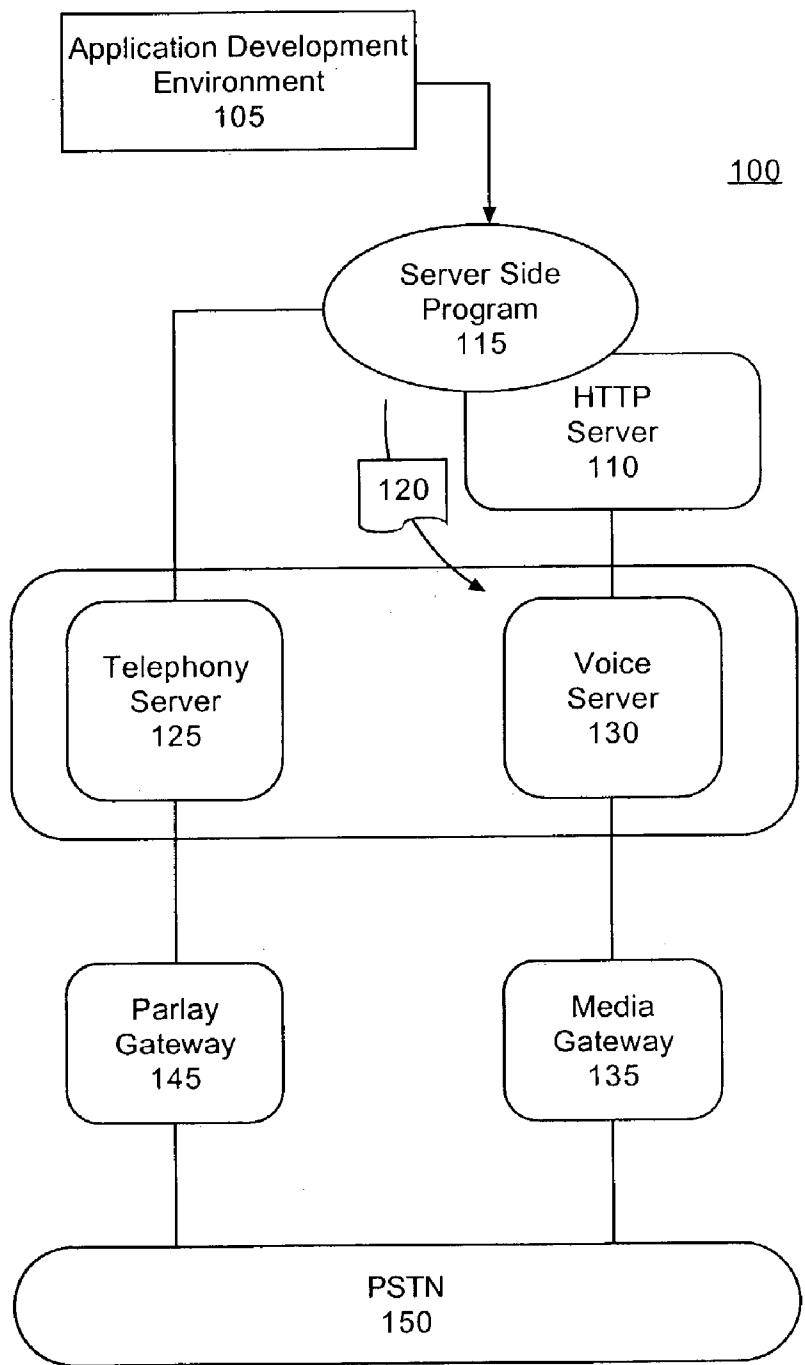 Application Development
Environment
105
100
Server Side
Program
115
HTTP
Server
110
120
Telephony
Server
125
Voice
Server
130
Parlay
Gateway
145
Media
Gateway
135
PSTN
150